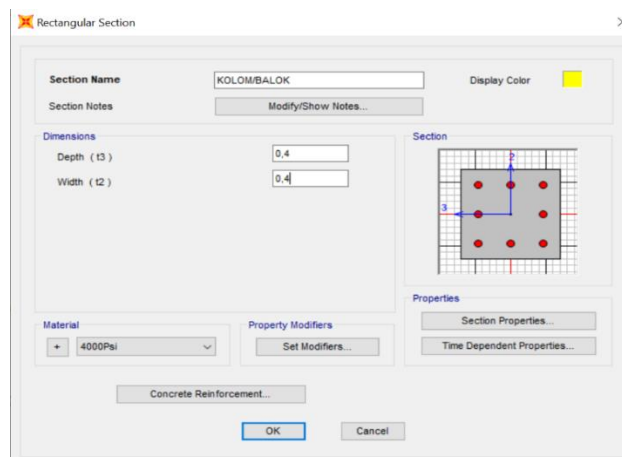 Rectangular Section
Section Name KOLOM/BALOK Display Color
Section Notes Modify/Show Notes...
Dimensions
Depth ( t3 ) 0,4
Width ( t2 ) 0,4
Section
2
3
Properties
Section Properties...
Time Dependent Properties...
Material
+ 4000Psi
Property Modifiers
Set Modifiers...
Concrete Reinforcement...
OK Cancel